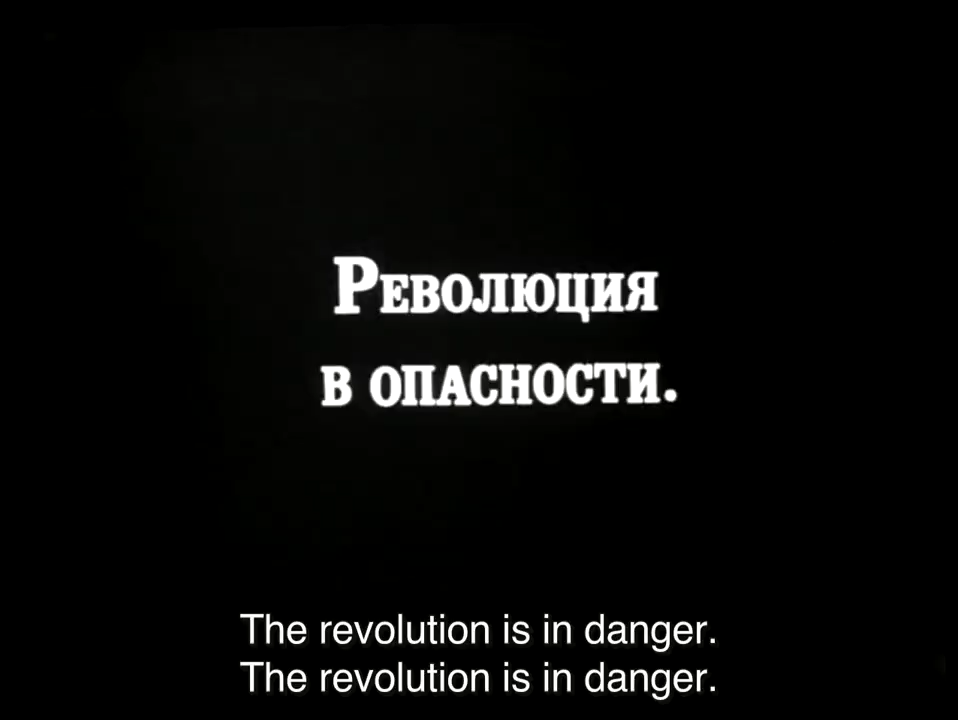 Революция
в опасности.
The revolution is in danger.
The revolution is in danger.